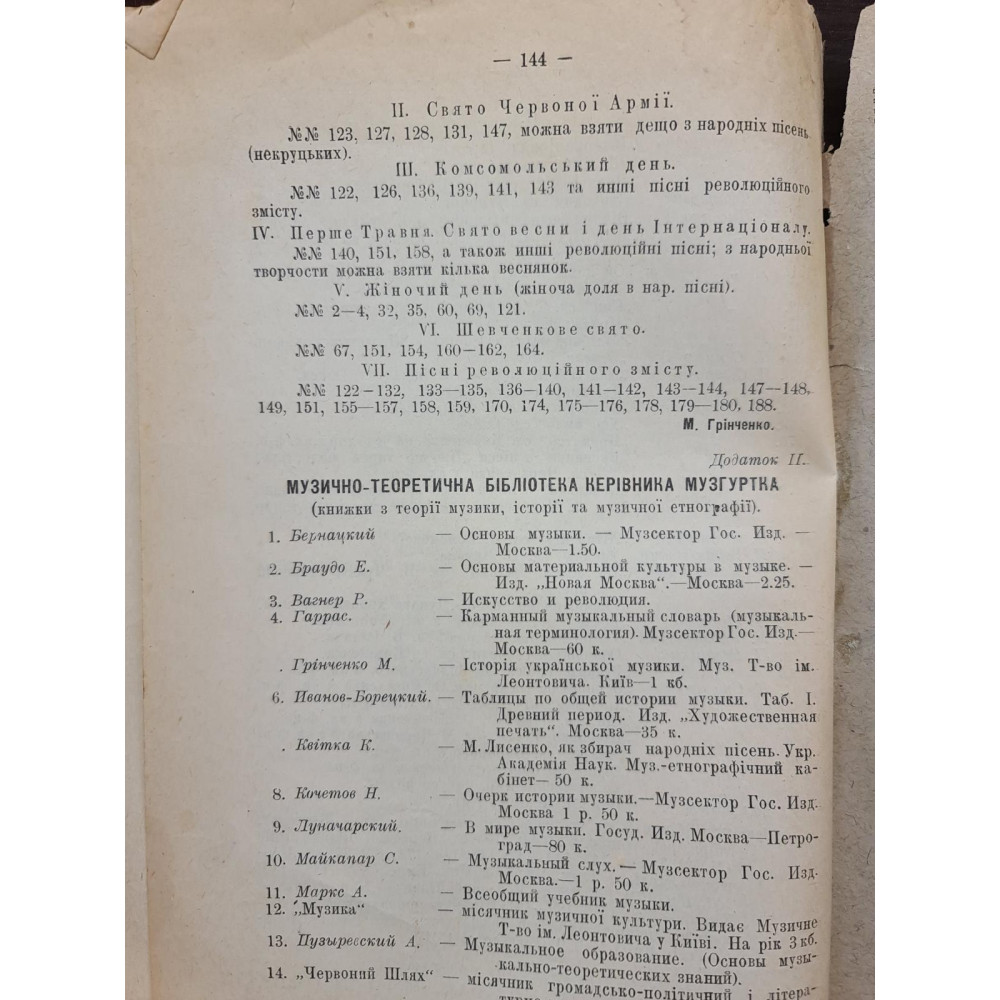 — 144 —
II. Свято Червоної Армії.
№№ 123, 127, 128, 131, 147, можна взяти дещо з народніх пісень
(некруцьких).
III. Комсомольський день.
№№ 122, 126, 136, 139, 141, 143 та инші пісні революційного
змісту.
IV. Перше Травня. Свято весни і день Інтернаціоналу.
№№ 140, 151, 158, а також инші революційні пісні; з народньої
творчости можна взяти кілька веснянок.
V. Жіночий день (жіноча доля в нар. пісні).
№№ 2—4, 32, 35. 60, 69, 121.
VI. Шевченкове свято.
№№ 67, 151, 154, 160—162, 164.
VII. Пісні революційного змісту.
№№ 122—132, 133—135, 136—140, 141—142, 143—144, 147—148,
149, 151, 155—157, 158, 159, 170, 174, 175—176, 178, 179—180, 188.
М. Грінченко.
Додаток II.
МУЗИЧНО-ТЕОРЕТИЧНА БІБЛІОТЕКА КЕРІВНИКА МУЗГУРТКА
(книжки з теорії музики, історії та музичної етнографії).
1. Бернацкий — Основы музыки. — Музсектор Гос. Изд. —
Москва—1.50.
2. Браудо Е. — Основы материальной культуры в музыке. —
Изд. „Новая Москва“.—Москва—2.25.
3. Вагнер Р. — Искусство и революция.
4. Гаррас. — Карманный музыкальный словарь (музыкаль-
ная терминология). Музсектор Гос. Изд.—
Москва—60 к.
. Грінченко М. — Історія української музики. Муз. Т-во ім.
Леонтовича. Київ—1 кб.
6. Иванов-Борецкий. — Таблицы по общей истории музыки. Таб. I.
Древний период. Изд. „Художественная
печать“. Москва—35 к.
. Квітка К. — М. Лисенко, як збирач народніх пісень. Укр.
Академія Наук. Муз.-етнографічний ка-
бінет— 50 к.
8. Кочетов Н. — Очерк истории музыки.—Музсектор Гос. Изд.
Москва 1 р. 50 к.
9. Луначарский. — В мире музыки. Госуд. Изд. Москва—Петро-
град—80 к.
10. Майкапар С. — Музыкальный слух. — Музсектор Гос. Изд.
Москва.—1 р. 50 к.
11. Маркс А. — Всеобщий учебник музыки.
12. „Музика“ — місячник музичної культури. Видає Музичне
Т-во ім. Леонтовича у Київі. На рік 3 кб.
13. Пузыревский А. — Музыкальное образование. (Основы музы-
кально-теоретических знаний).
14. „Червоний Шлях“ — місячник громадсько-політичний і літера-